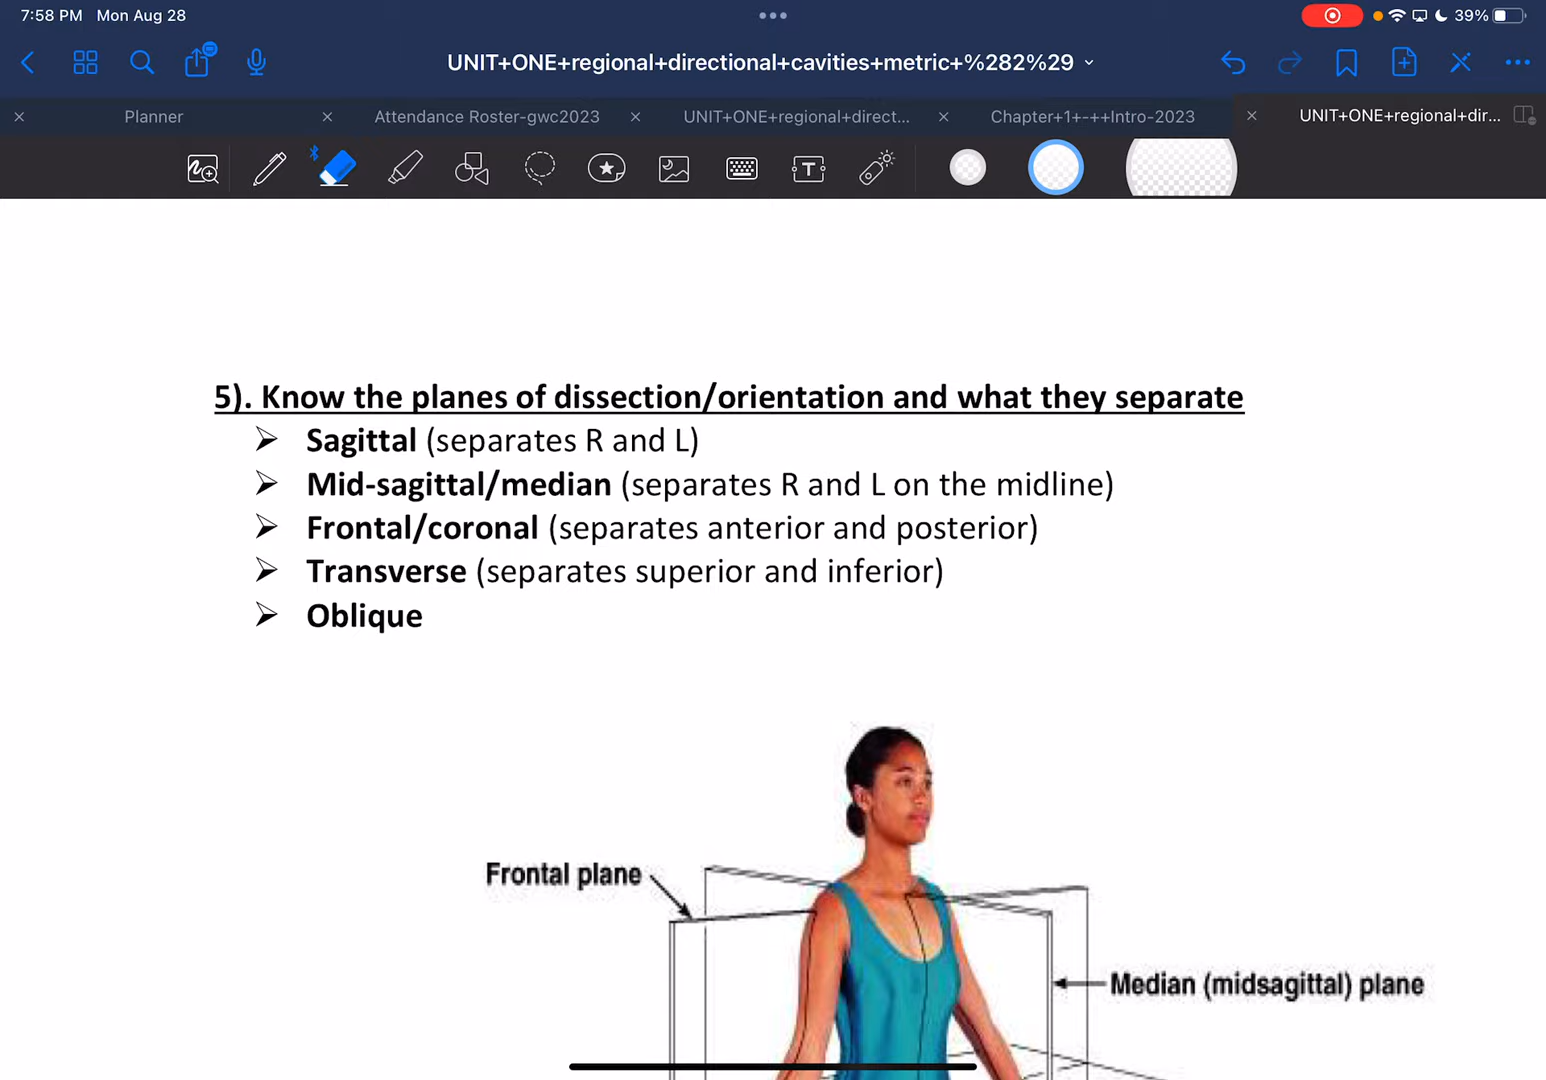 7:58 PM Mon Aug 28
39%
UNIT+ONE+regional+directional+cavities+metric+%282%29
Planner
Attendance Roster-gwc2023
UNIT+ONE+regional+direct...
Chapter+1+-++Intro-2023
UNIT+ONE+regional+dir...
T
5). Know the planes of dissection/orientation and what they separate
➢ Sagittal (separates R and L)
➢ Mid-sagittal/median (separates R and L on the midline)
➢ Frontal/coronal (separates anterior and posterior)
➢ Transverse (separates superior and inferior)
➢ Oblique
Frontal plane
Median (midsagittal) plane